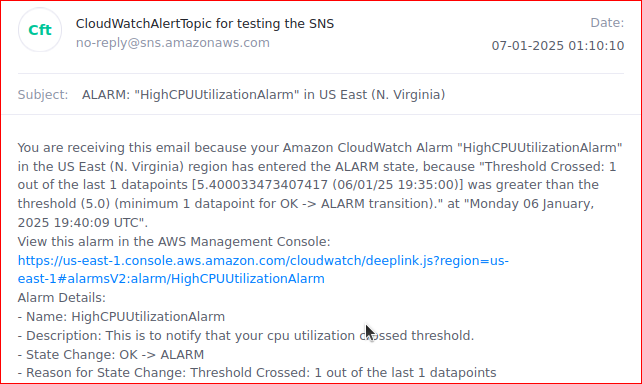 Cft
CloudWatchAlertTopic for testing the SNS
no-reply@sns.amazonaws.com
Date:
07-01-2025 01:10:10
Subject: ALARM: "HighCPUUtilizationAlarm" in US East (N. Virginia)
You are receiving this email because your Amazon CloudWatch Alarm "HighCPUUtilizationAlarm"
in the US East (N. Virginia) region has entered the ALARM state, because "Threshold Crossed: 1
out of the last 1 datapoints [5.400033473407417 (06/01/25 19:35:00)] was greater than the
threshold (5.0) (minimum 1 datapoint for OK -> ALARM transition)." at "Monday 06 January,
2025 19:40:09 UTC".
View this alarm in the AWS Management Console:
https://us-east-1.console.aws.amazon.com/cloudwatch/deeplink.js?region=us-
east-1#alarmsV2:alarm/HighCPUUtilizationAlarm
Alarm Details:
- Name: HighCPUUtilizationAlarm
- Description: This is to notify that your cpu utilization crossed threshold.
- State Change: OK -> ALARM
- Reason for State Change: Threshold Crossed: 1 out of the last 1 datapoints